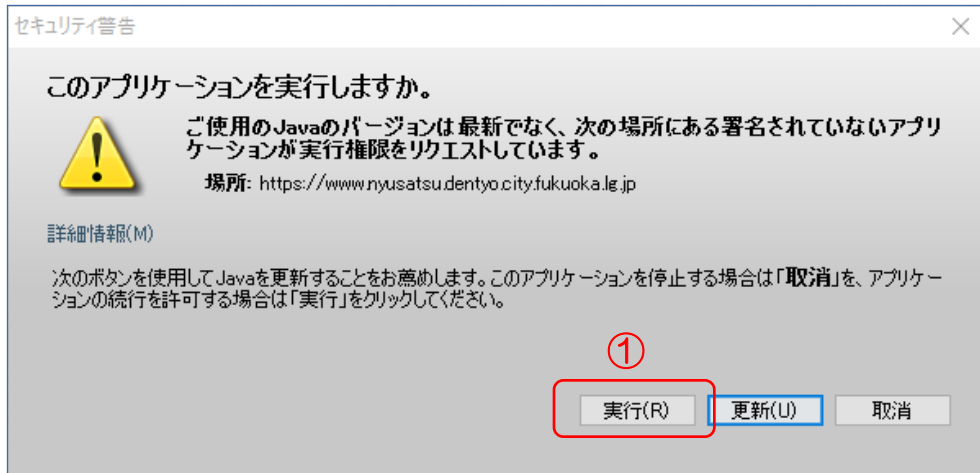 セキュリティ警告
このアプリケーションを実行しますか。
ご使用のJavaのバージョンは最新でなく、次の場所にある署名されていないアプリ
ケーションが実行権限をリクエストしています。
場所: https://www.nyusatsu.dentyo.city.fukuoka.lg.jp
詳細情報(M)
次のボタンを使用してJavaを更新することをお薦めします。このアプリケーションを停止する場合は「取消」を、アプリケー
ションの続行を許可する場合は「実行」をクリックしてください。
①
実行(R) 更新(U) 取消